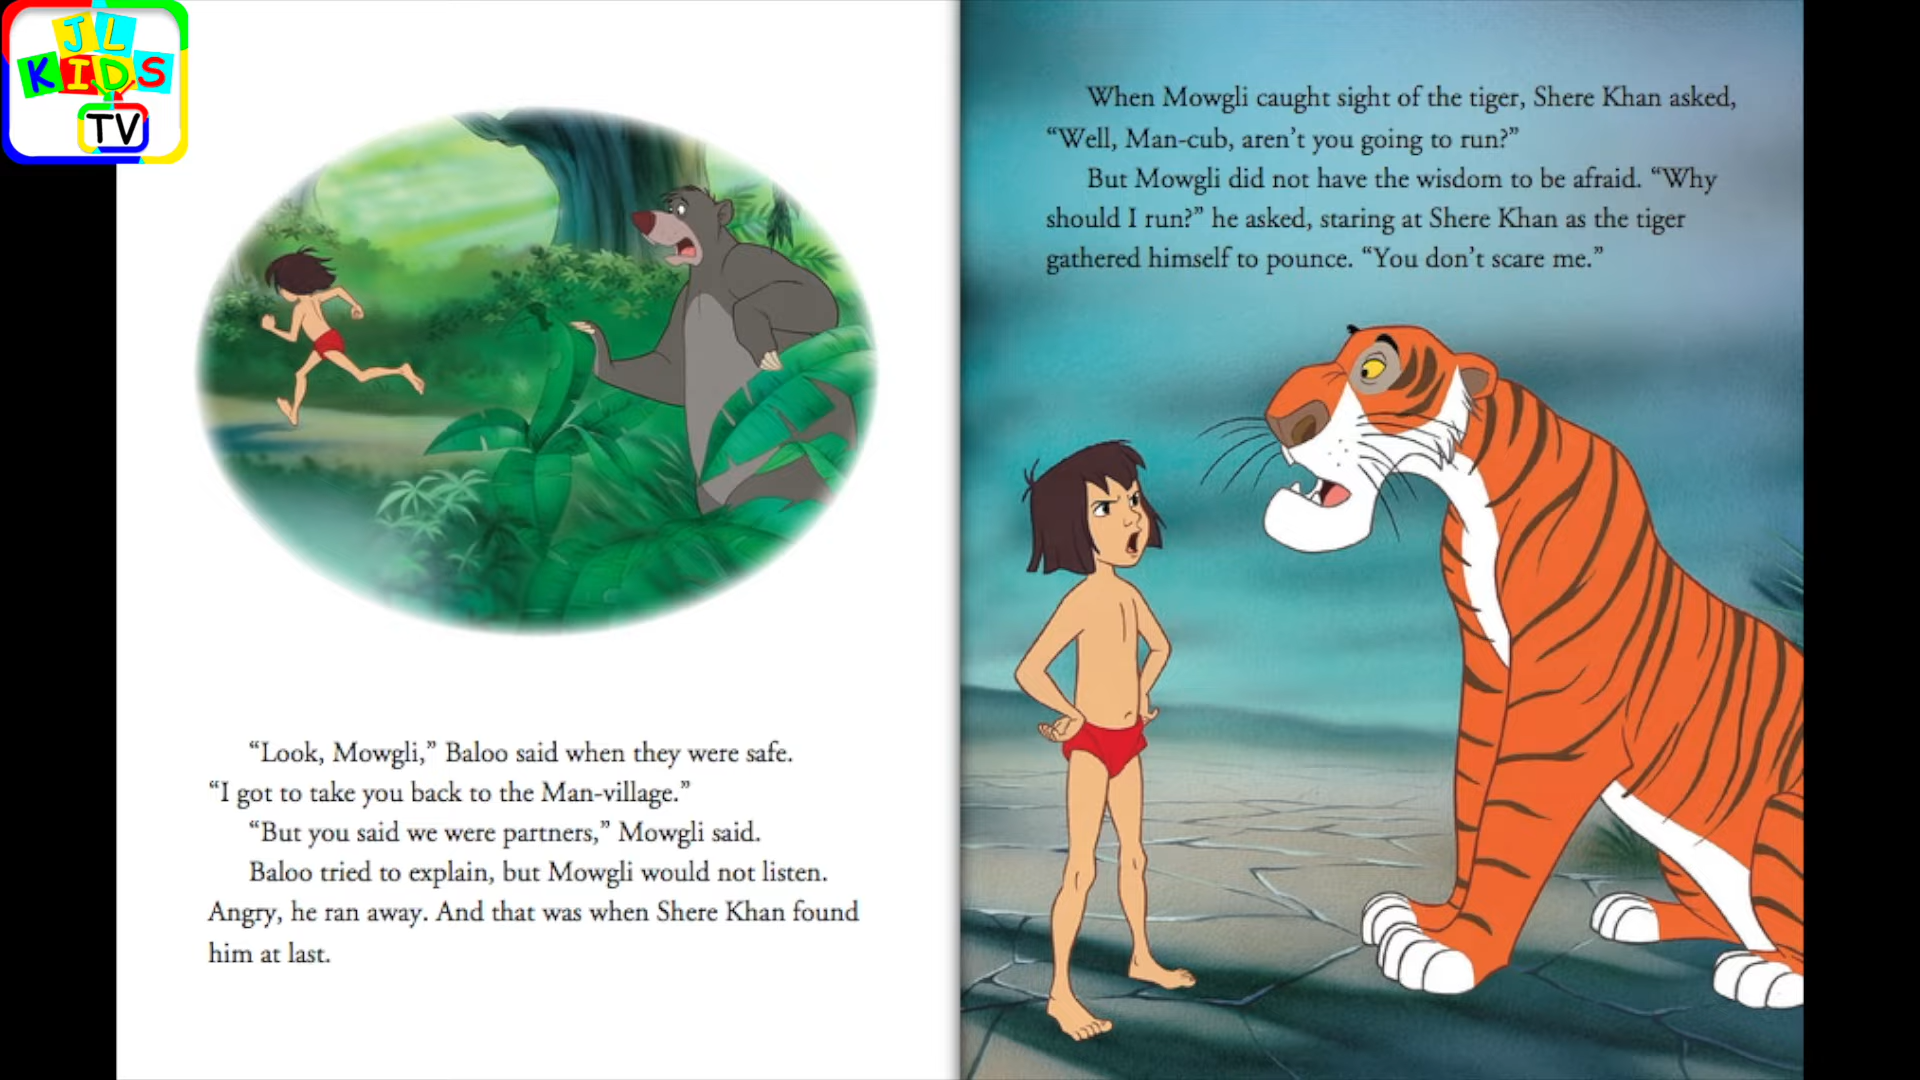 JL
KIDS
TV
“Look, Mowgli,” Baloo said when they were safe.
“I got to take you back to the Man-village.”
“But you said we were partners,” Mowgli said.
Baloo tried to explain, but Mowgli would not listen.
Angry, he ran away. And that was when Shere Khan found
him at last.
When Mowgli caught sight of the tiger, Shere Khan asked,
“Well, Man-cub, aren’t you going to run?”
But Mowgli did not have the wisdom to be afraid. “Why
should I run?” he asked, staring at Shere Khan as the tiger
gathered himself to pounce. “You don’t scare me.”